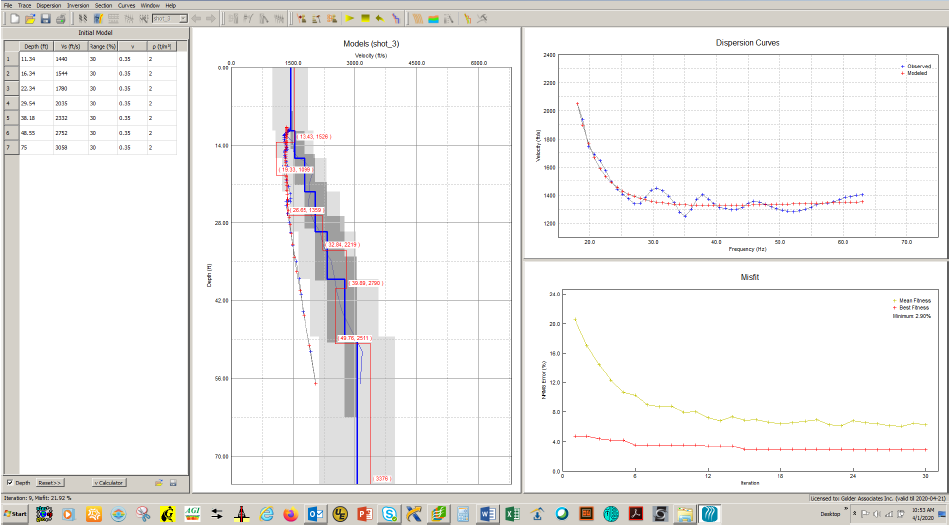 File Trace Dispersion Inversion Section Curves Window Help
shot_3
Initial Model
Depth (ft) Vs (ft/s) Range (%) v ρ (t/m³)
1 11.34 1440 30 0.35 2
2 16.34 1544 30 0.35 2
3 22.34 1780 30 0.35 2
4 29.54 2035 30 0.35 2
5 38.18 2332 30 0.35 2
6 48.55 2752 30 0.35 2
7 75 3058 30 0.35 2
Depth Reset>> v Calculator
Models (shot_3)
Velocity (ft/s)
0.00 1500.0 3000.0 4500.0 6000.0
0.00
14.00
28.00
42.00
56.00
70.00
Depth (ft)
( 13.43, 1526 )
( 19.33, 1099 )
( 26.65, 1359 )
( 32.84, 2219 )
( 39.89, 2790 )
( 49.76, 2511 )
( 3376 )
Dispersion Curves
Observed
Modeled
2400
2200
2000
1800
1600
1400
1200
Velocity (ft/s)
20.0 30.0 40.0 50.0 60.0 70.0
Frequency (Hz)
Misfit
Mean Fitness
Best Fitness
Minimum: 2.90%
24.0
20.0
16.0
12.0
8.0
4.0
0.0
NRMS Error (%)
6 12 18 24 30
Iteration
Iteration: 9, Misfit: 21.92 %
Licensed to: Golder Associates Inc. (valid til 2020-04-21)
Start
AGI
Desktop
10:53 AM
4/1/2020